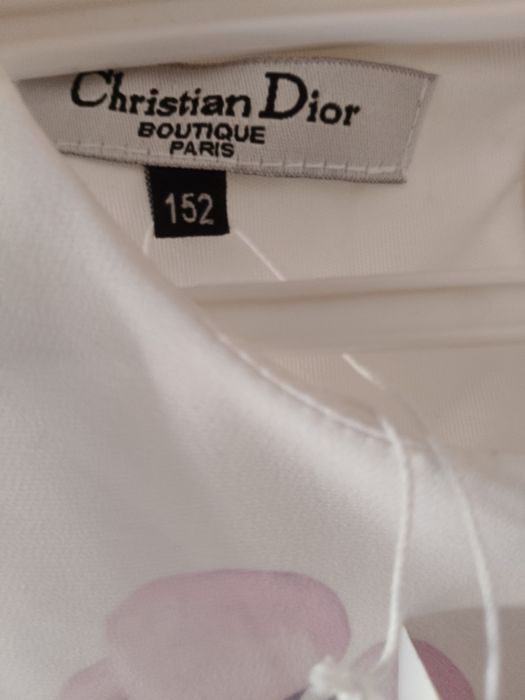 Christian Dior
BOUTIQUE
PARIS
152